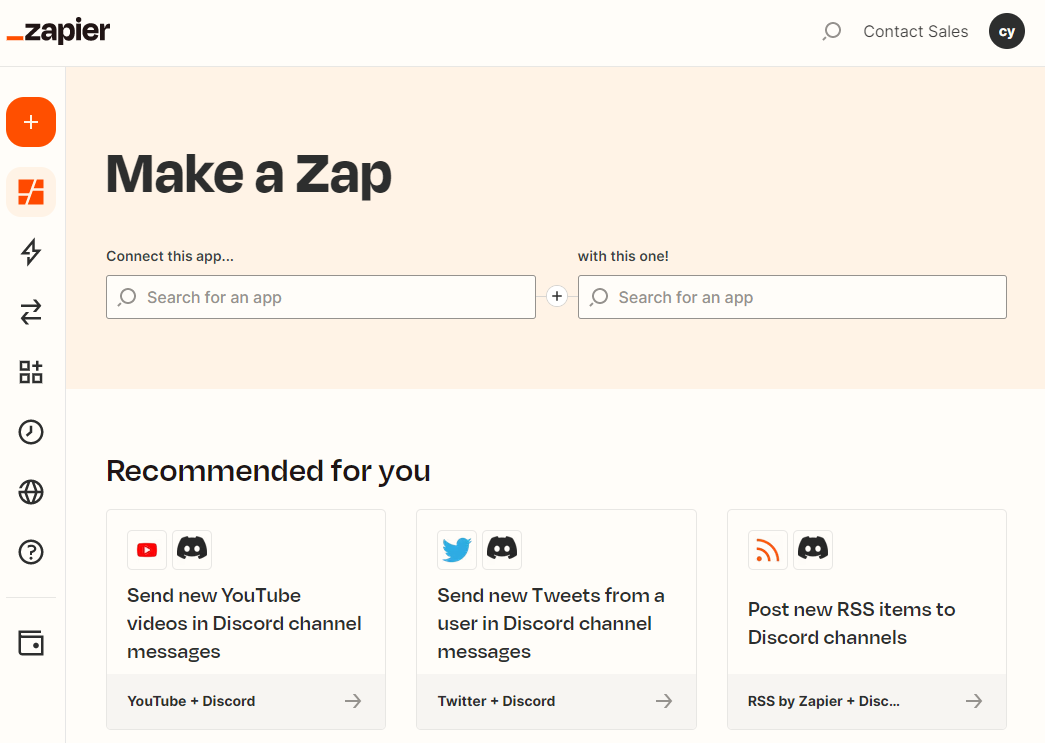 zapier
Contact Sales
cy
Make a Zap
Connect this app...
with this one!
Search for an app
Search for an app
Recommended for you
Send new YouTube
videos in Discord channel
messages
YouTube + Discord
Send new Tweets from a
user in Discord channel
messages
Twitter + Discord
Post new RSS items to
Discord channels
RSS by Zapier + Disc...